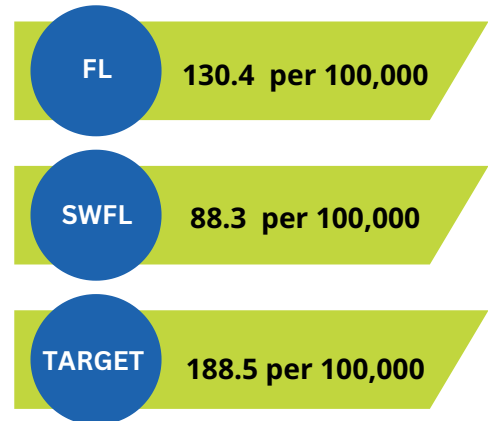 FL
130.4 per 100,000
SWFL
88.3 per 100,000
TARGET
188.5 per 100,000